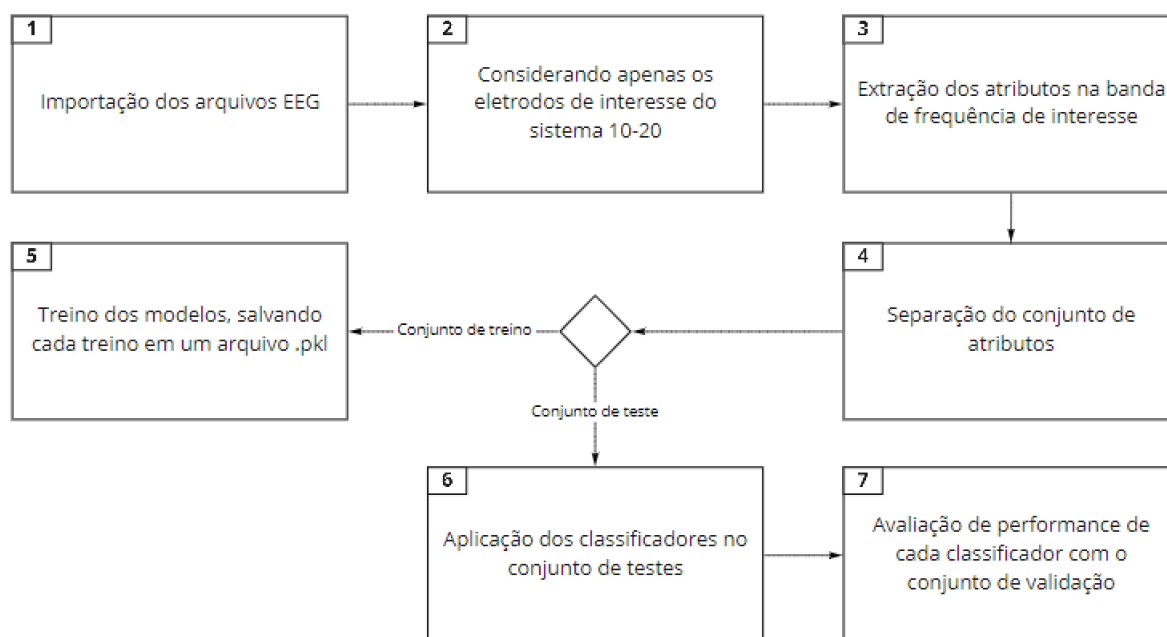 1
Importação dos arquivos EEG
2
Considerando apenas os
eletrodos de interesse do
sistema 10-20
3
Extração dos atributos na banda
de frequência de interesse
4
Separação do conjunto de
atributos
Conjunto de treino
5
Treino dos modelos, salvando
cada treino em um arquivo .pkl
Conjunto de teste
6
Aplicação dos classificadores no
conjunto de testes
7
Avaliação de performance de
cada classificador com o
conjunto de validação